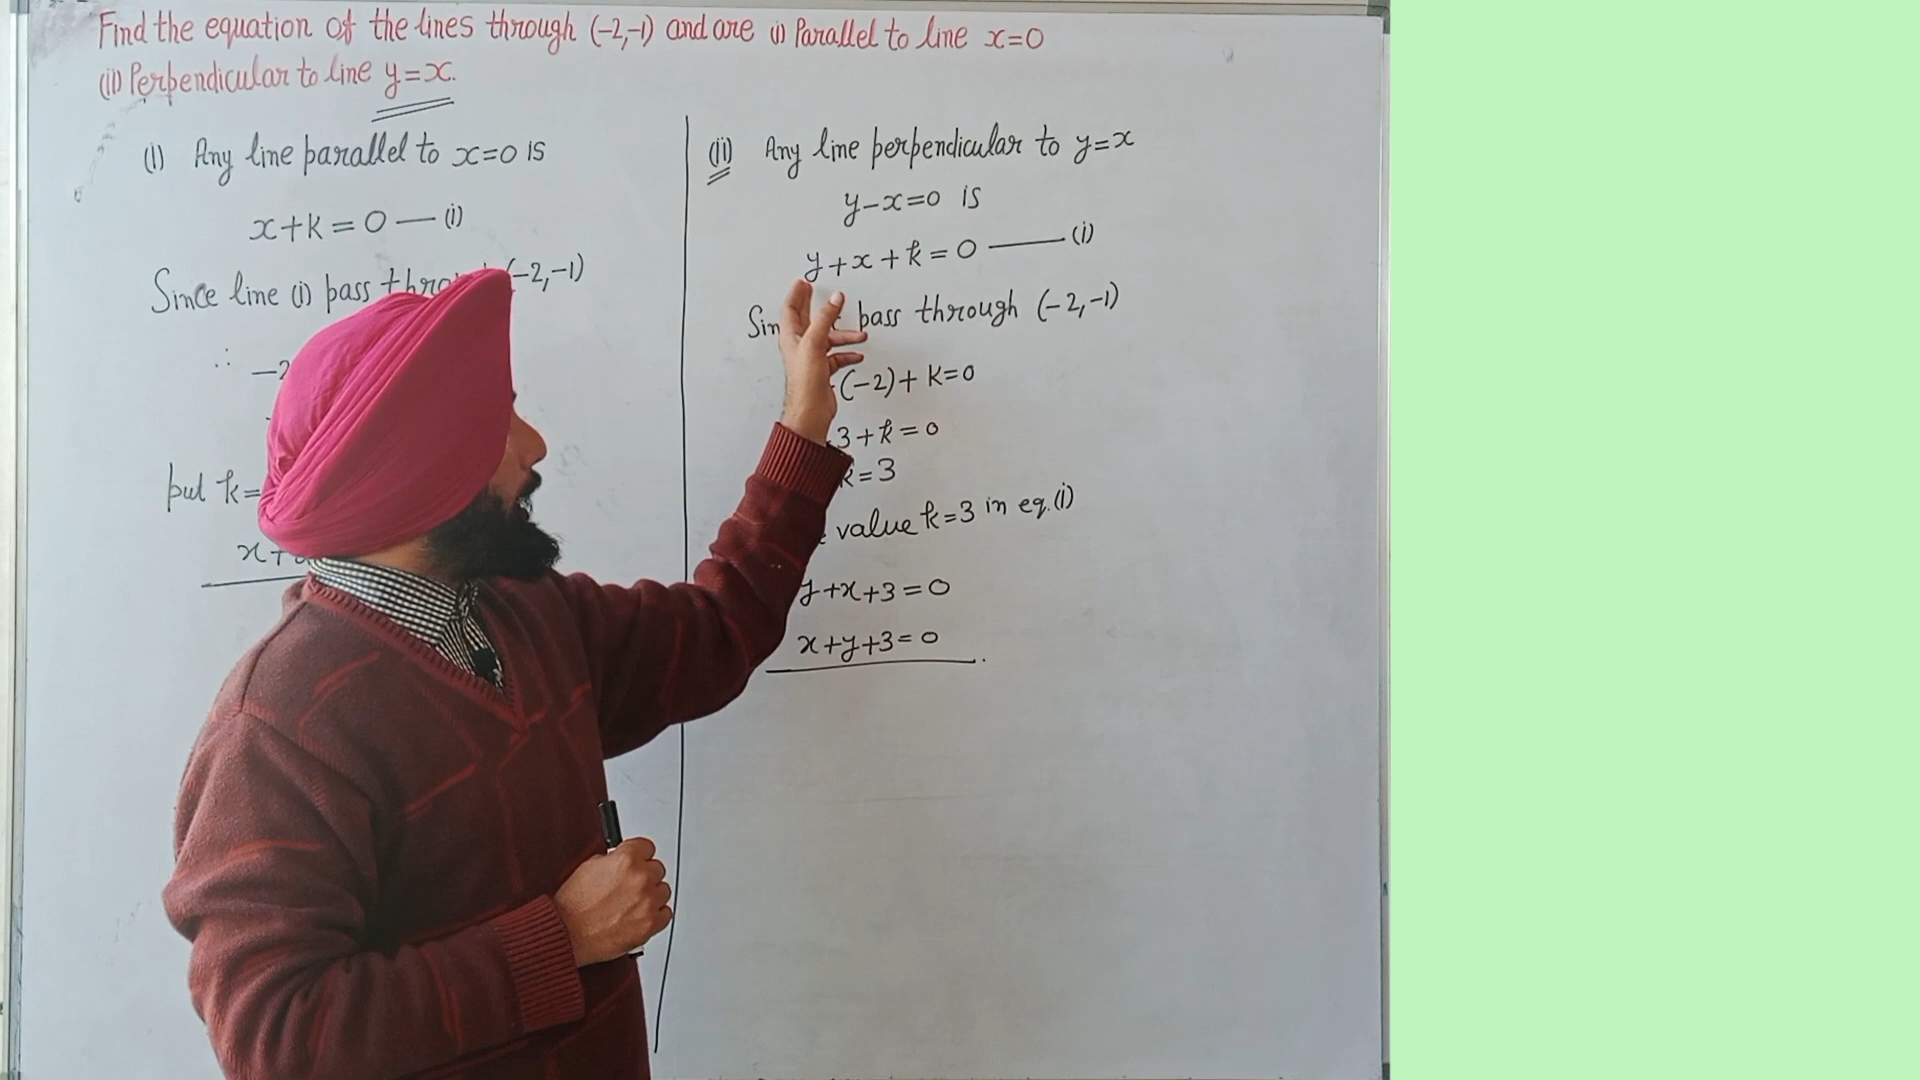 Find the equation of the lines through (-2,-1) and are (i) Parallel to line x=0
(ii) Perpendicular to line y=x.
(i) Any line parallel to x=0 is
x+k=0 — (i)
Since line (i) pass (-2,-1)
∴ -2
put k=
x+
(ii) Any line perpendicular to y=x
y-x=0 is
y+x+k=0 — (i)
pass through (-2,-1)
(-2)+k=0
3+k=0
k=3
value k=3 in eq.(i)
y+x+3=0
x+y+3=0